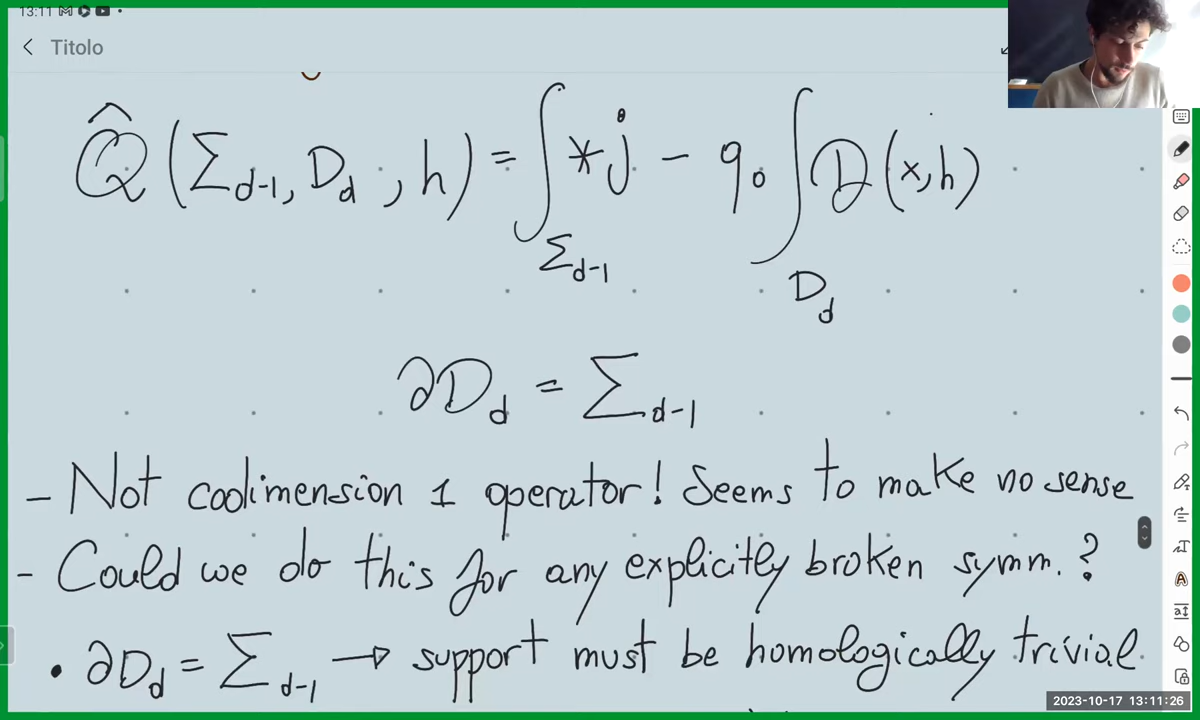 13:11
Titolo
Q̂ (Σ_{d-1}, D_d, h) = ∫_{Σ_{d-1}} *j - q_0 ∫_{D_d} D(x,h)
∂D_d = Σ_{d-1}
- Not codimension 1 operator! Seems to make no sense
- Could we do this for any explicitly broken symm.?
• ∂D_d = Σ_{d-1} → support must be homologically trivial
2023-10-17 13:11:26